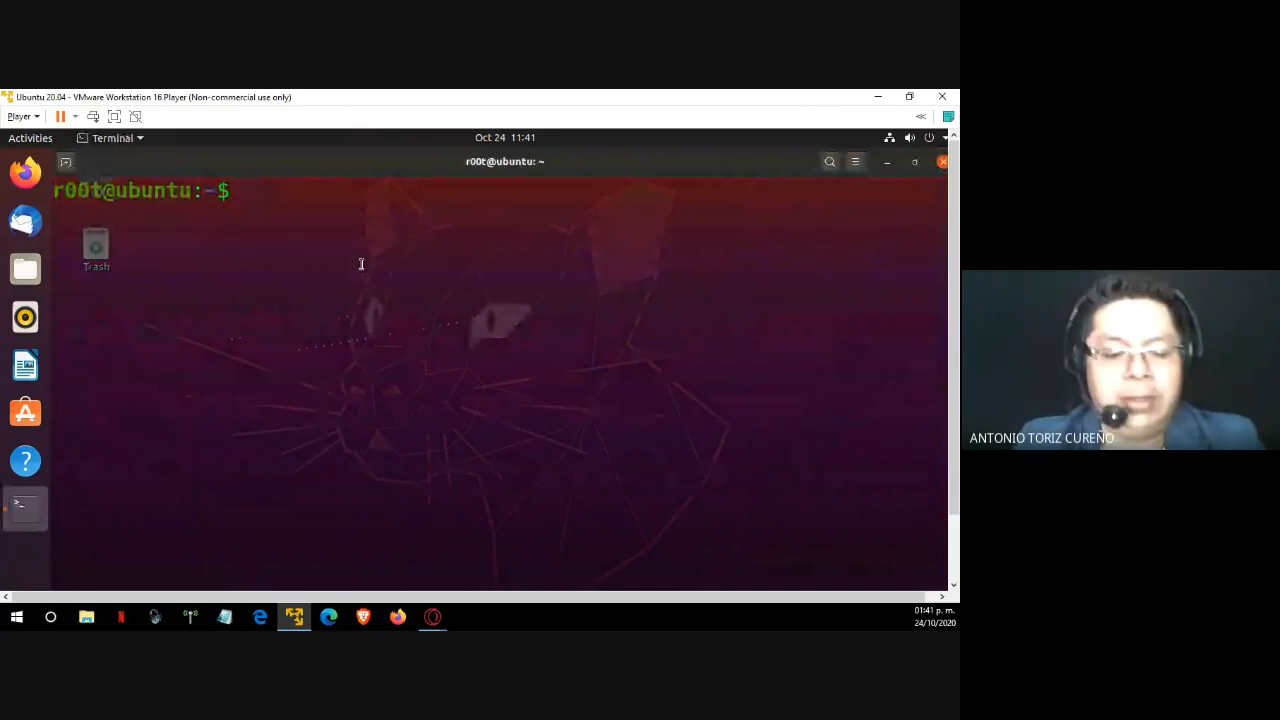 Ubuntu 20.04 - VMware Workstation 16 Player (Non-commercial use only)
Player
Activities
Terminal
Oct 24 11:41
r00t@ubuntu: ~
r00t@ubuntu:~$
Trash
ANTONIO TORIZ CUREÑO
01:41 p. m.
24/10/2020